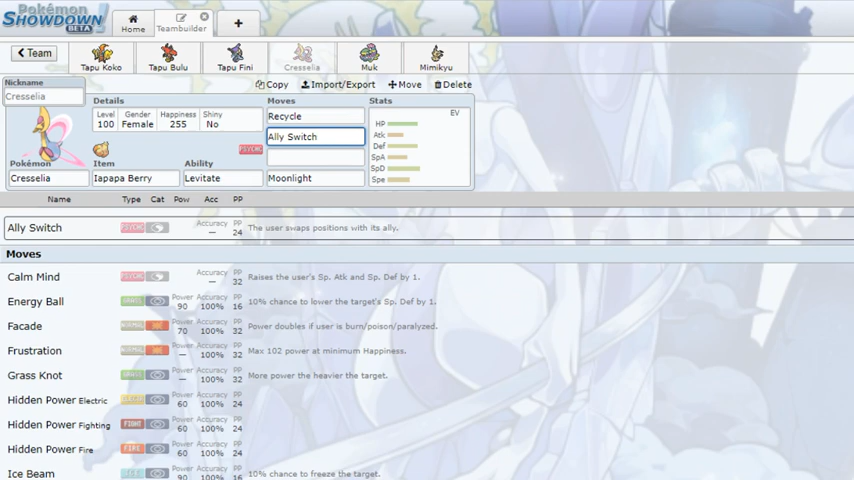 Pokémon
SHOWDOWN
BETA
Home
Teambuilder
+
Team
Tapu Koko
Tapu Bulu
Tapu Fini
Cresselia
Muk
Mimikyu
Copy
Import/Export
Move
Delete
Nickname
Cresselia
Details
Moves
Stats
Level
Gender
Happiness
Shiny
100
Female
255
No
Recycle
EV
HP
Atk
Def
SpA
SpD
Spe
Ally Switch
PSYCHC
Pokémon
Item
Ability
Cresselia
Iapapa Berry
Levitate
Moonlight
Name Type Cat Pow Acc PP
Ally Switch PSYCHC Accuracy — PP 24 The user swaps positions with its ally.
Moves
Calm Mind PSYCHC Accuracy — PP 32 Raises the user's Sp. Atk and Sp. Def by 1.
Energy Ball GRASS Power 90 Accuracy 100% PP 16 10% chance to lower the target's Sp. Def by 1.
Facade NORMAL Power 70 Accuracy 100% PP 32 Power doubles if user is burn/poison/paralyzed.
Frustration NORMAL Power — Accuracy 100% PP 32 Max 102 power at minimum Happiness.
Grass Knot GRASS Power — Accuracy 100% PP 32 More power the heavier the target.
Hidden Power Electric Power 60 Accuracy 100% PP 24
Hidden Power Fighting FIGHT Power 60 Accuracy 100% PP 24
Hidden Power Fire FIRE Power 60 Accuracy 100% PP 24
Ice Beam ICE Power 90 Accuracy 100% PP 16 10% chance to freeze the target.